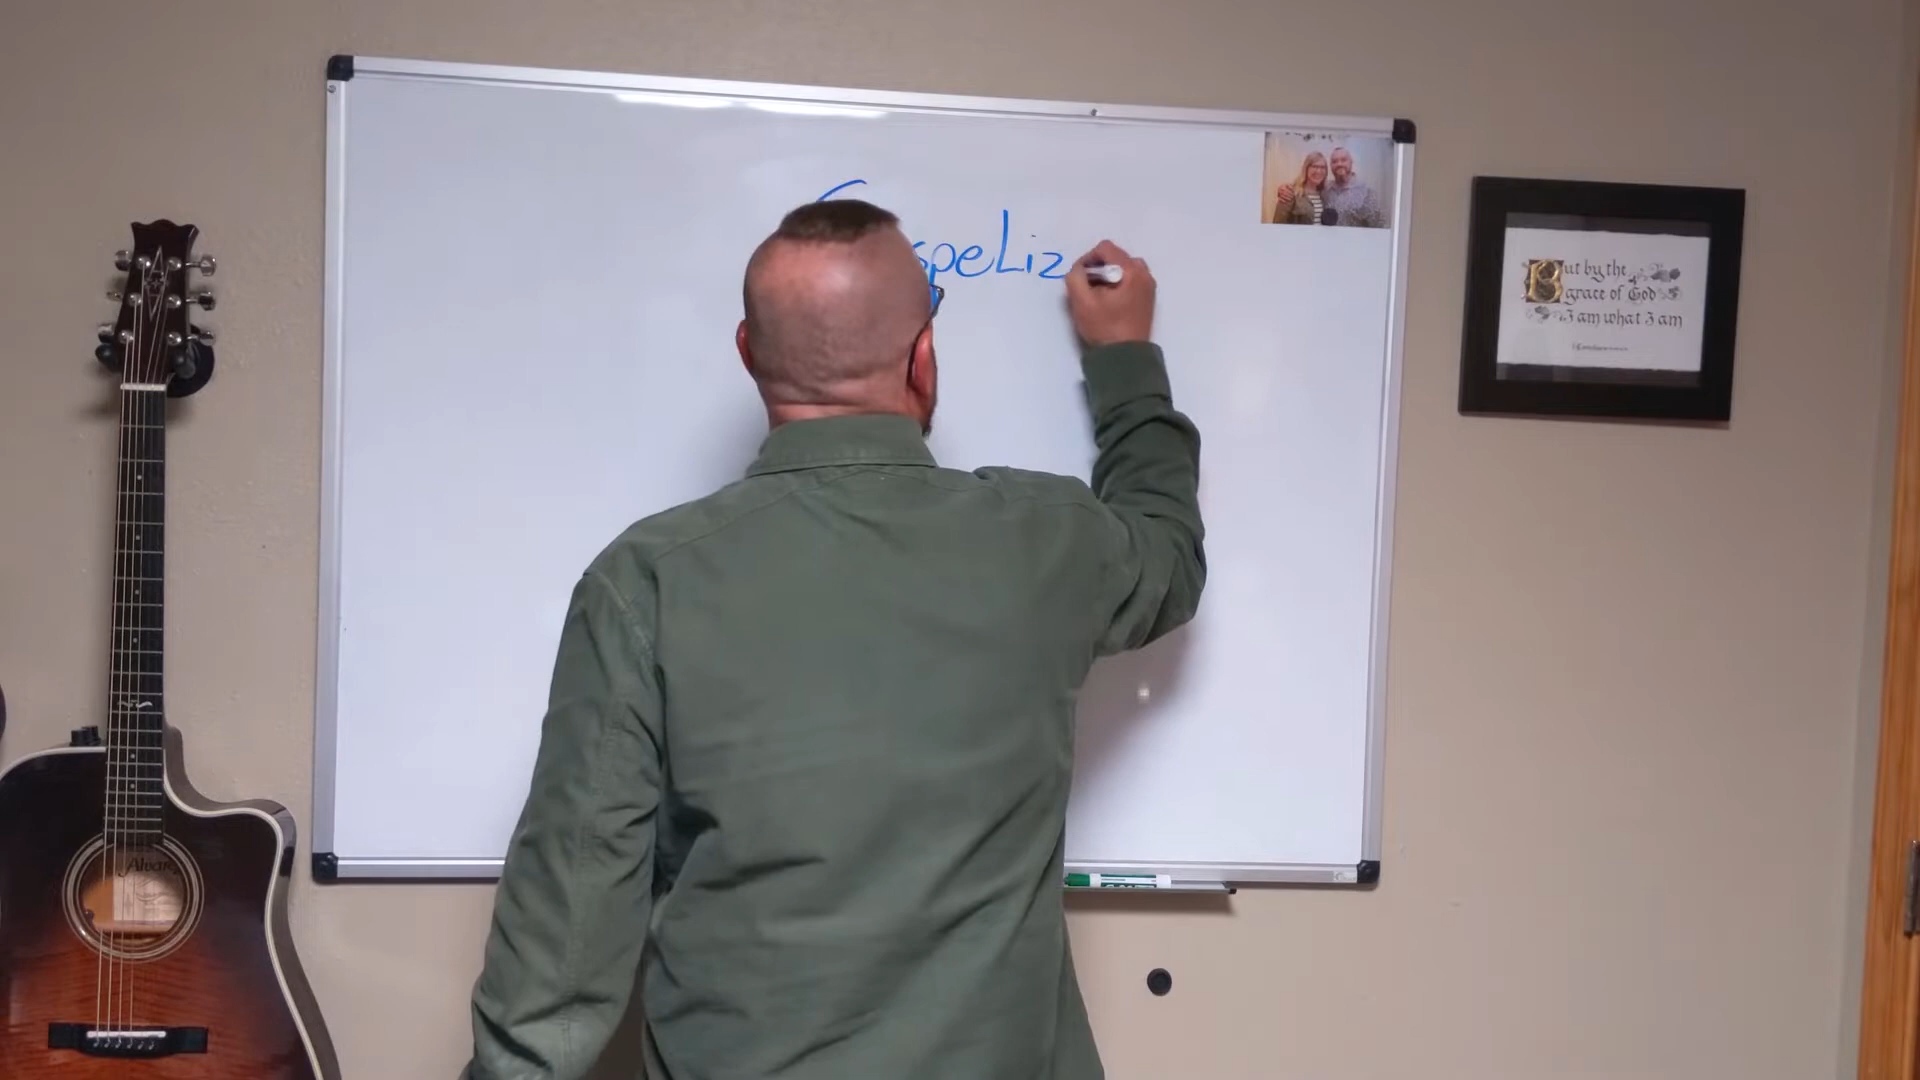 speLiz
But by the
grace of God
I am what I am
Alvarez